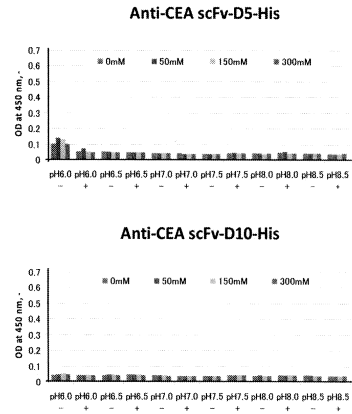 Anti-CEA scFv-D5-His
0mM 50mM 150mM 300mM
OD at 450 nm, -
0.7
0.6
0.5
0.4
0.3
0.2
0.1
0
pH6.0 pH6.0 pH6.5 pH6.5 pH7.0 pH7.0 pH7.5 pH7.5 pH8.0 pH8.0 pH8.5 pH8.5
− + − + − + − + − + − +
Anti-CEA scFv-D10-His
0mM 50mM 150mM 300mM
OD at 450 nm, -
0.7
0.6
0.5
0.4
0.3
0.2
0.1
0
pH6.0 pH6.0 pH6.5 pH6.5 pH7.0 pH7.0 pH7.5 pH7.5 pH8.0 pH8.0 pH8.5 pH8.5
− + − + − + − + − + − +